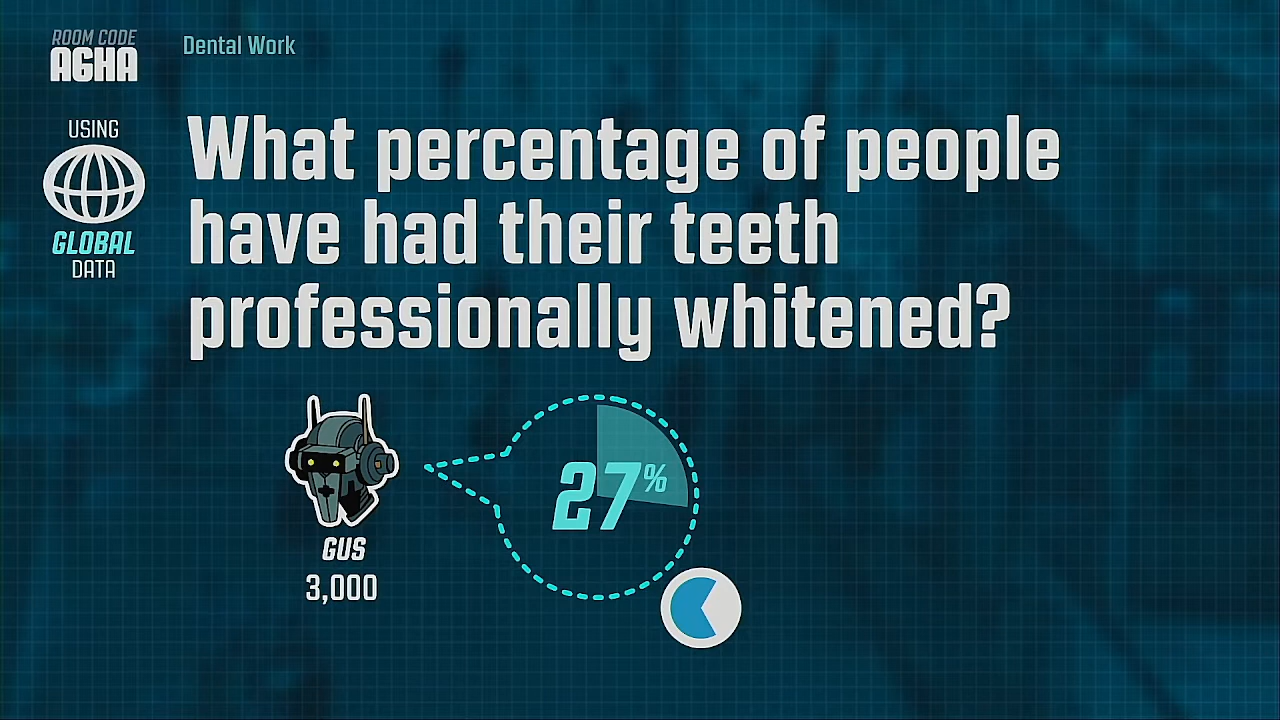 ROOM CODE
AGHA
Dental Work
USING
GLOBAL
DATA
What percentage of people
have had their teeth
professionally whitened?
27%
GUS
3,000